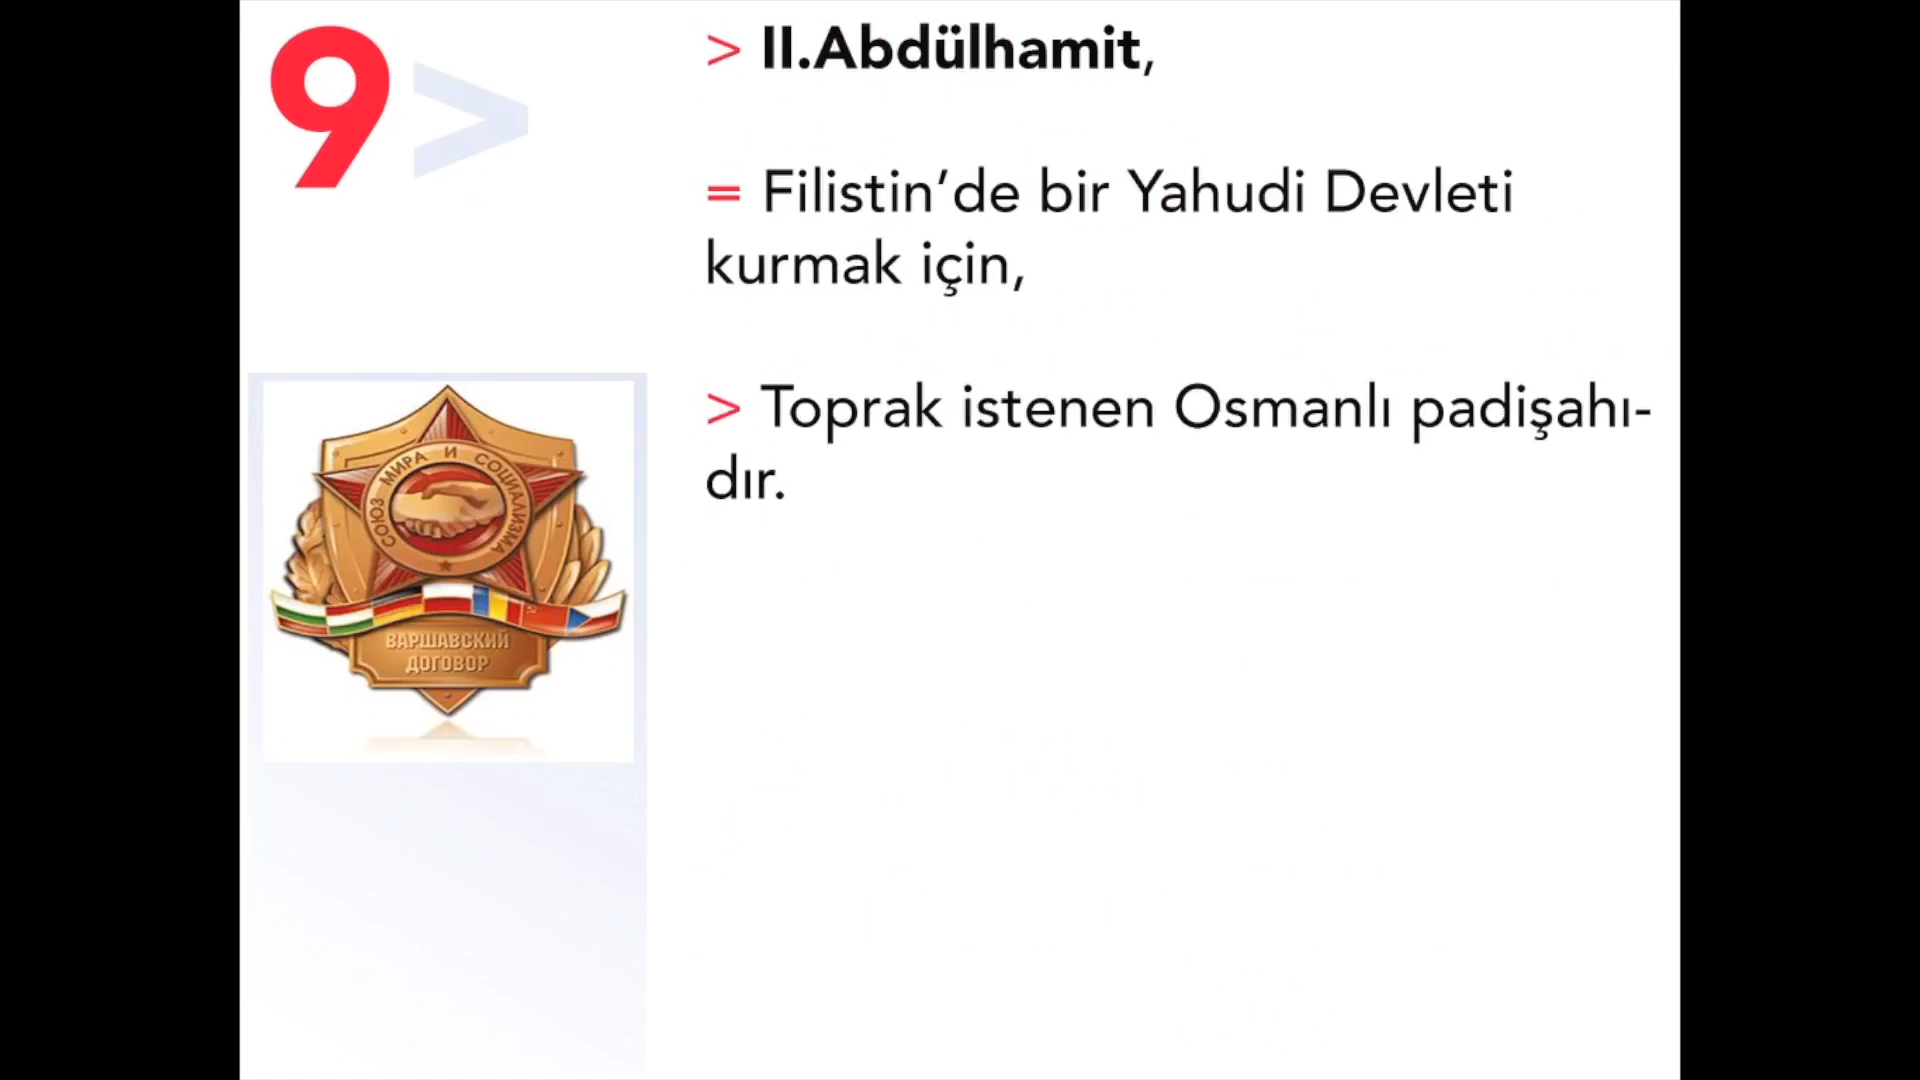 9>
> II.Abdülhamit,
= Filistin’de bir Yahudi Devleti
kurmak için,
> Toprak istenen Osmanlı padişahı-
dır.
СОЮЗ МИРА И СОЦИАЛИЗМА
ВАРШАВСКИЙ
ДОГОВОР